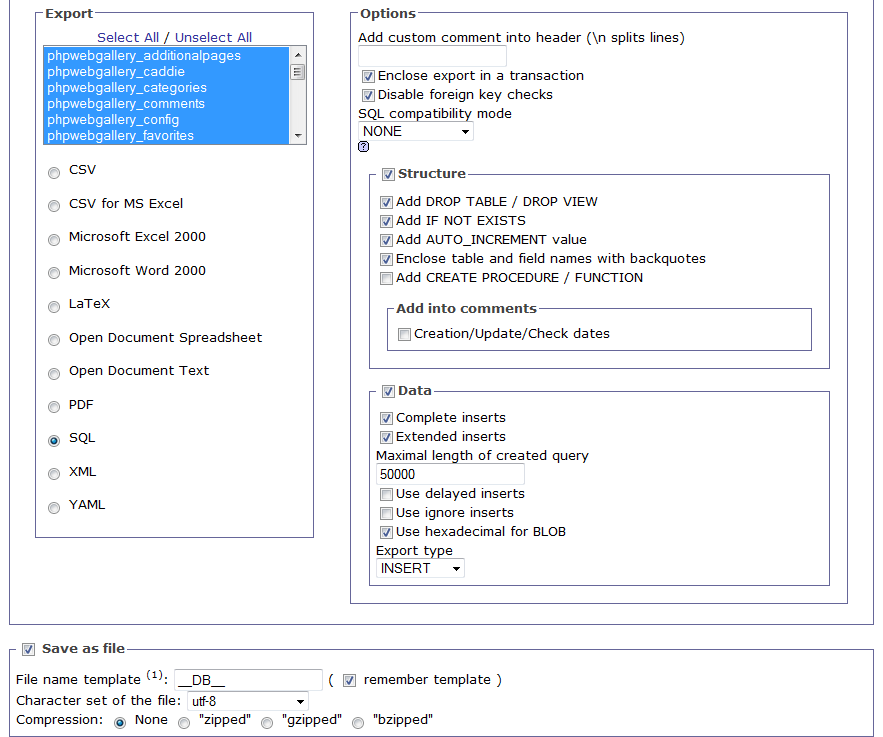 Export
Select All / Unselect All
phpwebgallery_additionalpages
phpwebgallery_caddie
phpwebgallery_categories
phpwebgallery_comments
phpwebgallery_config
phpwebgallery_favorites
CSV
CSV for MS Excel
Microsoft Excel 2000
Microsoft Word 2000
LaTeX
Open Document Spreadsheet
Open Document Text
PDF
SQL
XML
YAML
Options
Add custom comment into header (\n splits lines)
Enclose export in a transaction
Disable foreign key checks
SQL compatibility mode
NONE
?
Structure
Add DROP TABLE / DROP VIEW
Add IF NOT EXISTS
Add AUTO_INCREMENT value
Enclose table and field names with backquotes
Add CREATE PROCEDURE / FUNCTION
Add into comments
Creation/Update/Check dates
Data
Complete inserts
Extended inserts
Maximal length of created query
50000
Use delayed inserts
Use ignore inserts
Use hexadecimal for BLOB
Export type
INSERT
Save as file
File name template (1): __DB__ ( remember template )
Character set of the file: utf-8
Compression: None "zipped" "gzipped" "bzipped"